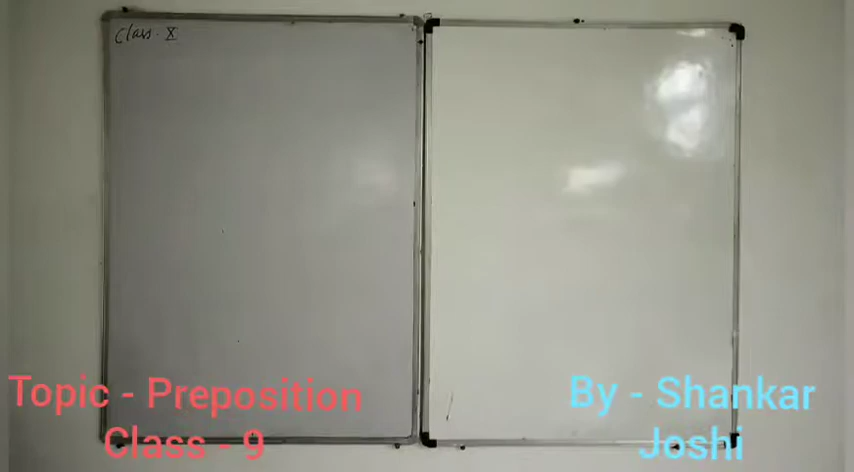 Class. X
Topic - Preposition
Class - 9
By - Shankar
Joshi